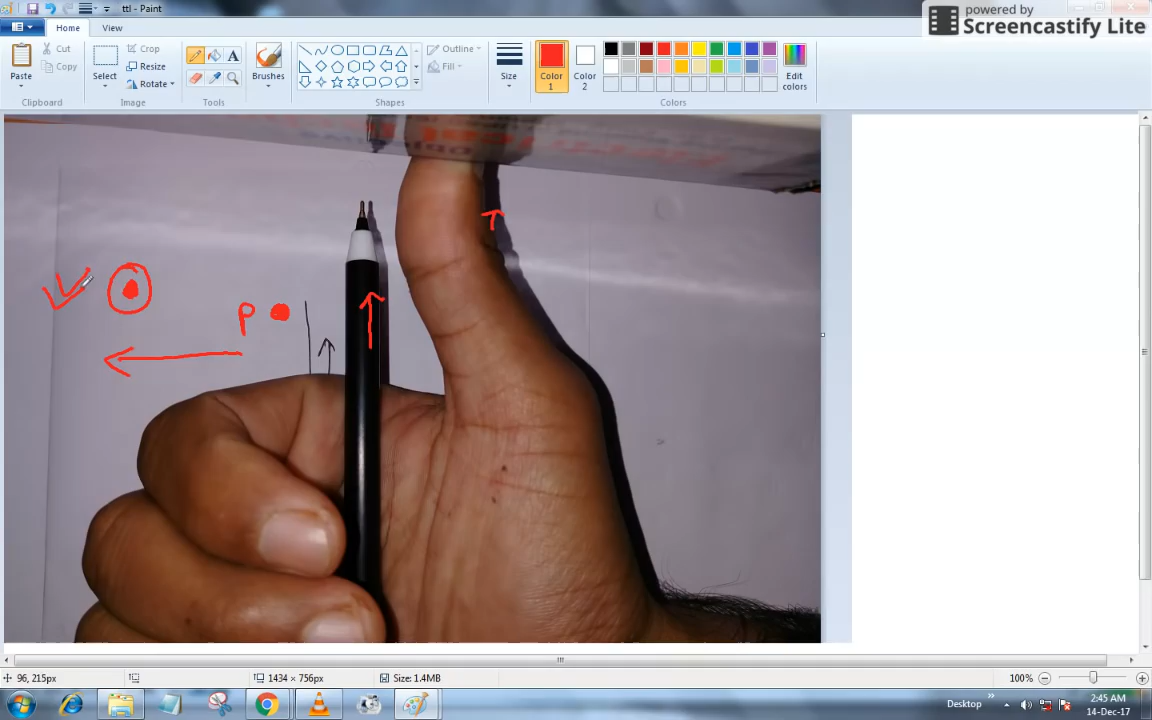 ttl - Paint
powered by
Screencastify Lite
Home
View
Paste
Cut
Copy
Select
Crop
Resize
Rotate
A
Brushes
Outline
Fill
Size
Color
1
Color
2
Edit
colors
Clipboard
Image
Tools
Shapes
Colors
P
96, 215px
1434 × 756px
Size: 1.4MB
100%
Desktop
2:45 AM
14-Dec-17